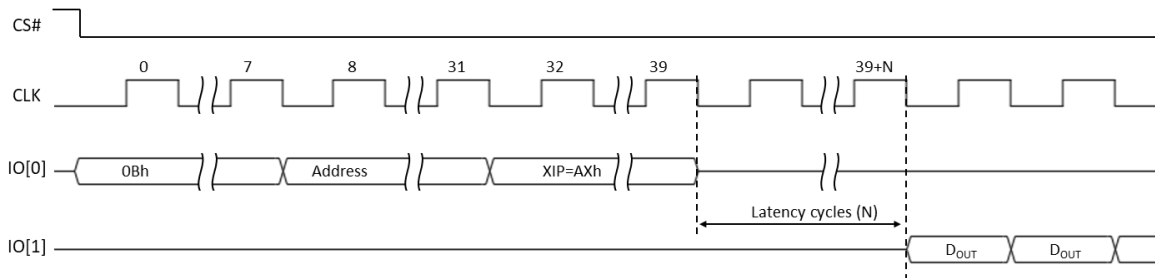 CS#
0 7 8 31 32 39 39+N
CLK
IO[0] 0Bh Address XIP=AXh
Latency cycles (N)
IO[1] DOUT DOUT